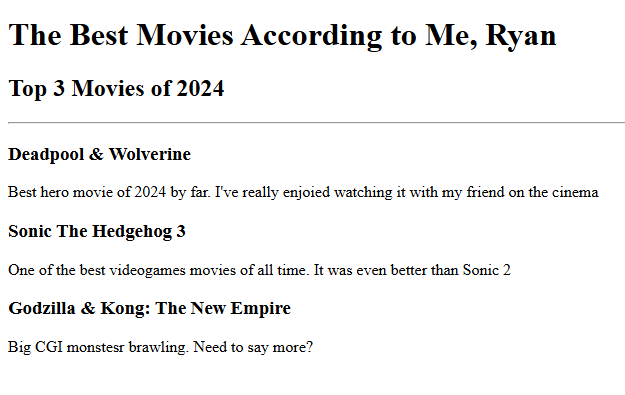 The Best Movies According to Me, Ryan
Top 3 Movies of 2024
Deadpool & Wolverine
Best hero movie of 2024 by far. I've really enjoied watching it with my friend on the cinema
Sonic The Hedgehog 3
One of the best videogames movies of all time. It was even better than Sonic 2
Godzilla & Kong: The New Empire
Big CGI monstesr brawling. Need to say more?